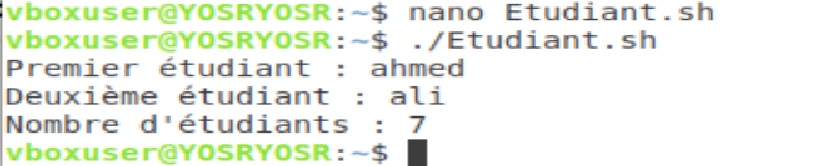 vboxuser@YOSRYOSR:~$ nano Etudiant.sh
vboxuser@YOSRYOSR:~$ ./Etudiant.sh
Premier étudiant : ahmed
Deuxième étudiant : ali
Nombre d'étudiants : 7
vboxuser@YOSRYOSR:~$